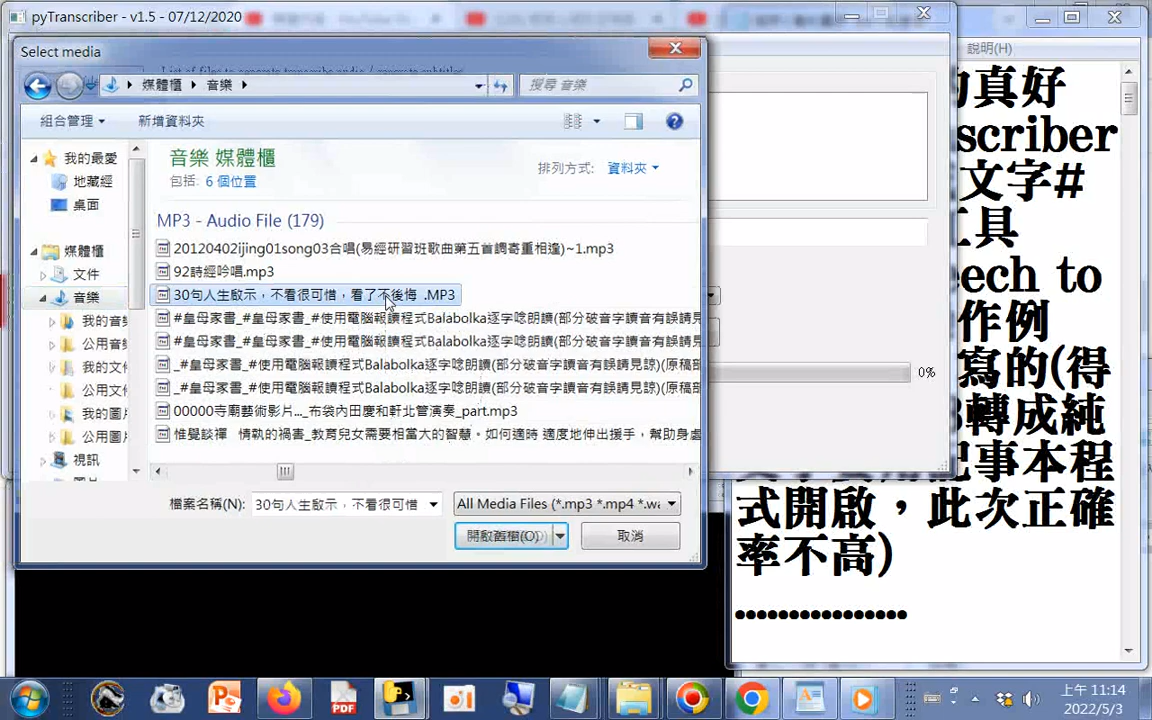 pyTranscriber - v1.5 - 07/12/2020
Select media
媒體櫃 音樂
搜尋 音樂
說明(H)
組合管理
新增資料夾
我的最愛
地藏經
桌面
媒體櫃
文件
音樂
我的音樂
公用音樂
我的文
公用文
我的圖
公用圖
視訊
音樂 媒體櫃
包括: 6 個位置
排列方式: 資料夾
MP3 - Audio File (179)
20120402ijing01song03合唱(易經研習班歌曲第五首調寄重相逢)~1.mp3
92詩經吟唱.mp3
30句人生啟示，不看很可惜，看了不後悔 .MP3
#皇母家書_#皇母家書_#使用電腦報讀程式Balabolka逐字唸朗讀(部分破音字讀音有誤請見
#皇母家書_#皇母家書_#使用電腦報讀程式Balabolka逐字唸朗讀(部分破音字讀音有誤請見
_#皇母家書_#使用電腦報讀程式Balabolka逐字唸朗讀(部分破音字讀音有誤請見諒)(原稿部
_#皇母家書_#使用電腦報讀程式Balabolka逐字唸朗讀(部分破音字讀音有誤請見諒)(原稿部
00000寺廟藝術影片..._布袋內田慶和軒北管演奏_part.mp3
惟覺談禪 情執的禍害_教育兒女需要相當大的智慧。如何適時 適度地伸出援手，幫助身處
檔案名稱(N):
30句人生啟示，不看很可惜
All Media Files (*.mp3 *.mp4 *.wa
開啟舊檔(O)
取消
0%
的真好
scriber
文字#
工具
eech to
作例
寫的(得
轉成純
記事本程
式開啟，此次正確
率不高)
•••••••••••••••
上午 11:14
2022/5/3